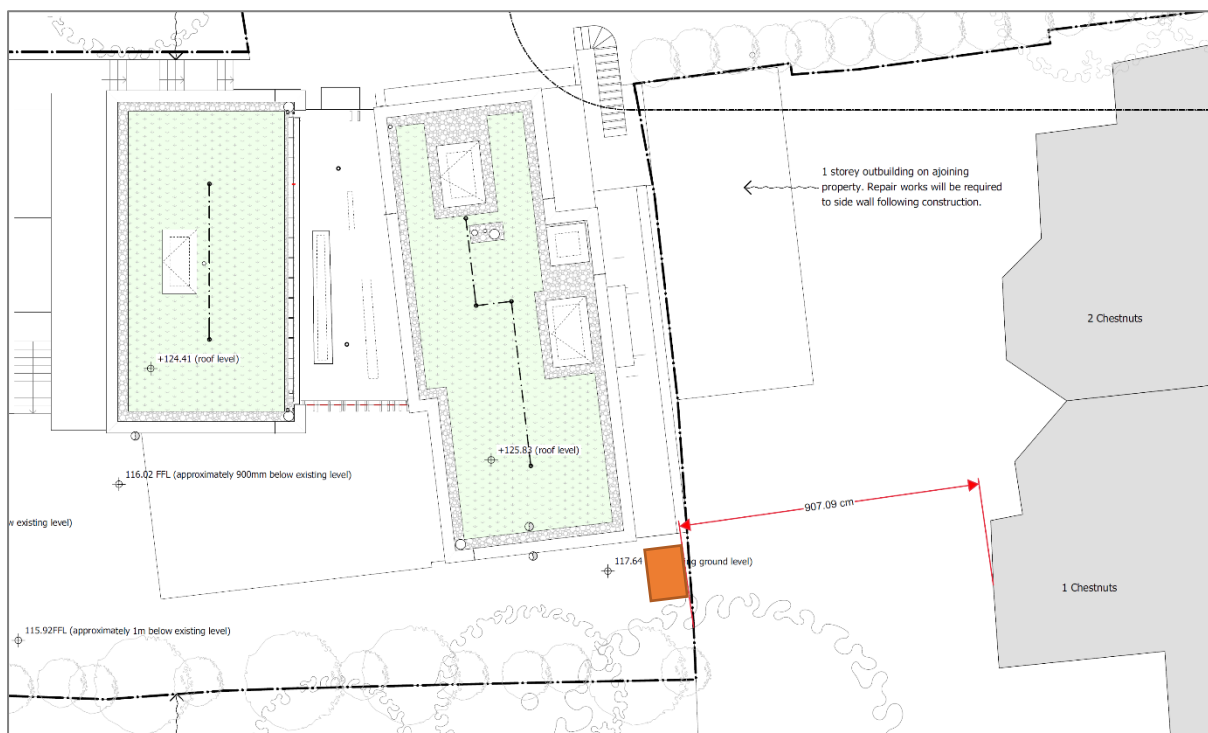 1 storey outbuilding on ajoining
property. Repair works will be required
to side wall following construction.
2 Chestnuts
+124.41 (roof level)
+125.83 (roof level)
116.02 FFL (approximately 900mm below existing level)
existing level)
907.09 cm
117.64
ground level)
1 Chestnuts
115.92FFL (approximately 1m below existing level)